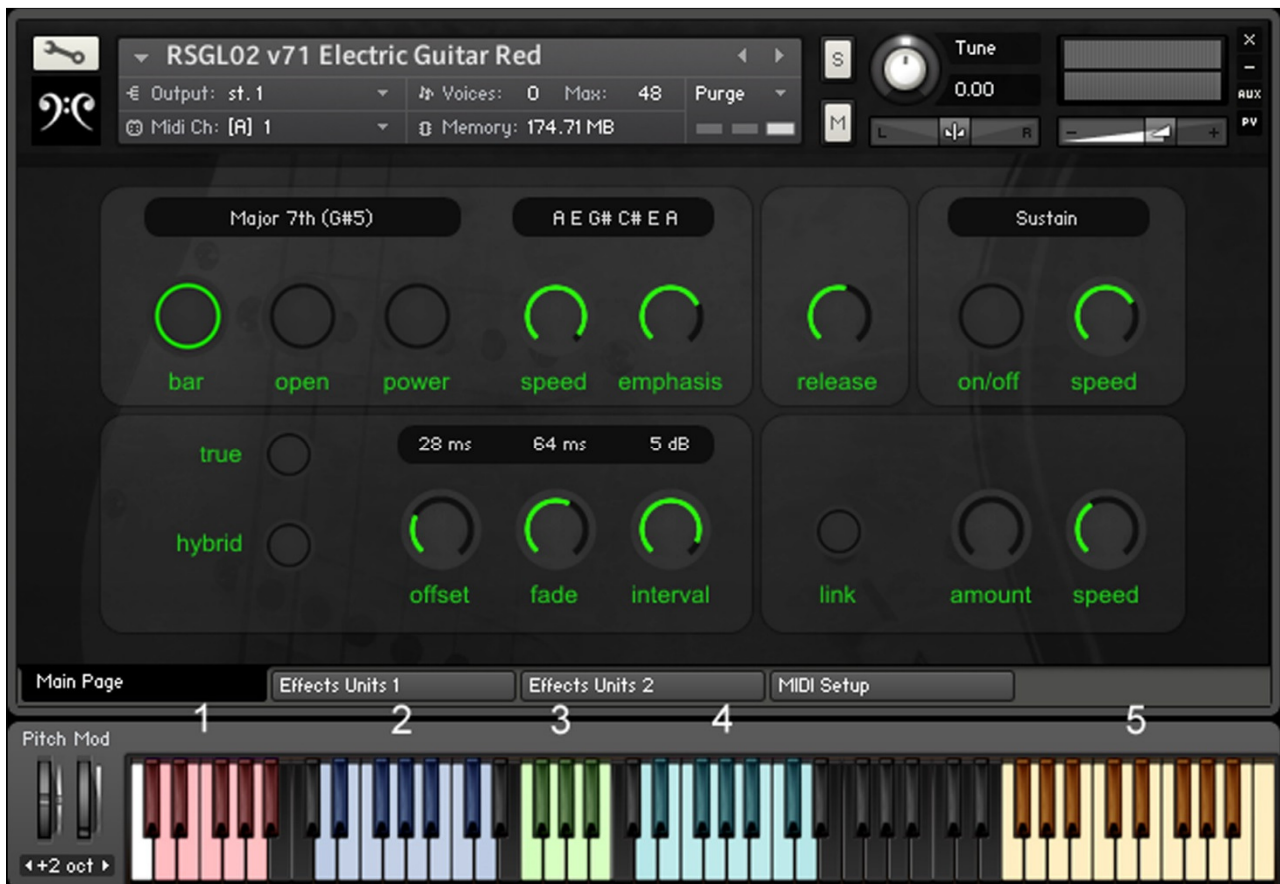 RSGL02 v71 Electric Guitar Red
Output: st.1
Voices: 0 Max: 48
Purge
Midi Ch: [A] 1
Memory: 174.71 MB
S
M
Tune
0.00
L R
- +
×
-
AUX
PV
Major 7th (G#5)
A E G# C# E A
Sustain
bar
open
power
speed
emphasis
release
on/off
speed
true
28 ms
64 ms
5 dB
hybrid
offset
fade
interval
link
amount
speed
Main Page
Effects Units 1
Effects Units 2
MIDI Setup
1
2
3
4
5
Pitch Mod
+2 oct